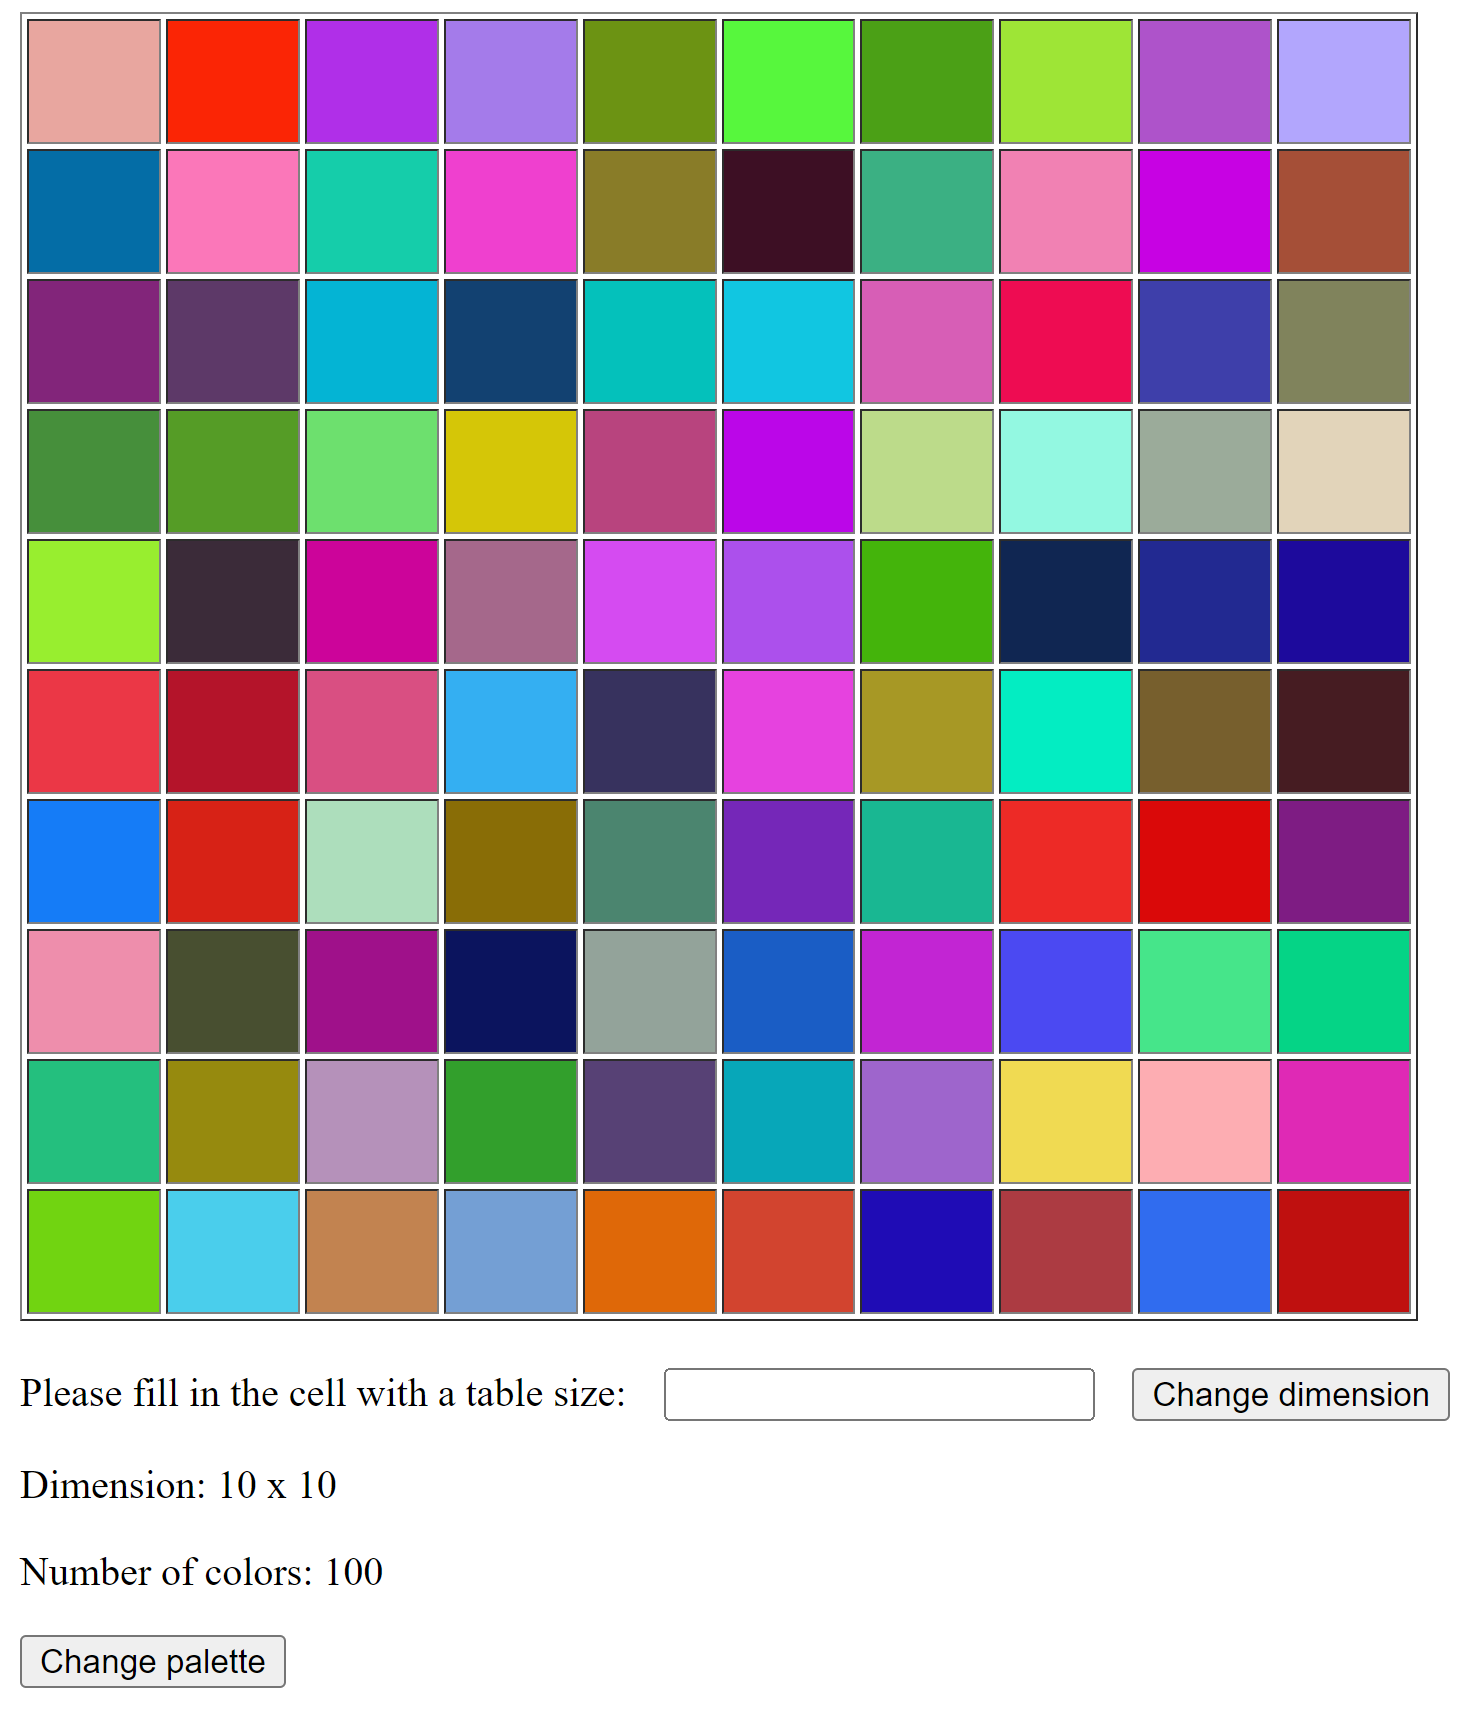 Please fill in the cell with a table size: Change dimension
Dimension: 10 x 10
Number of colors: 100
Change palette